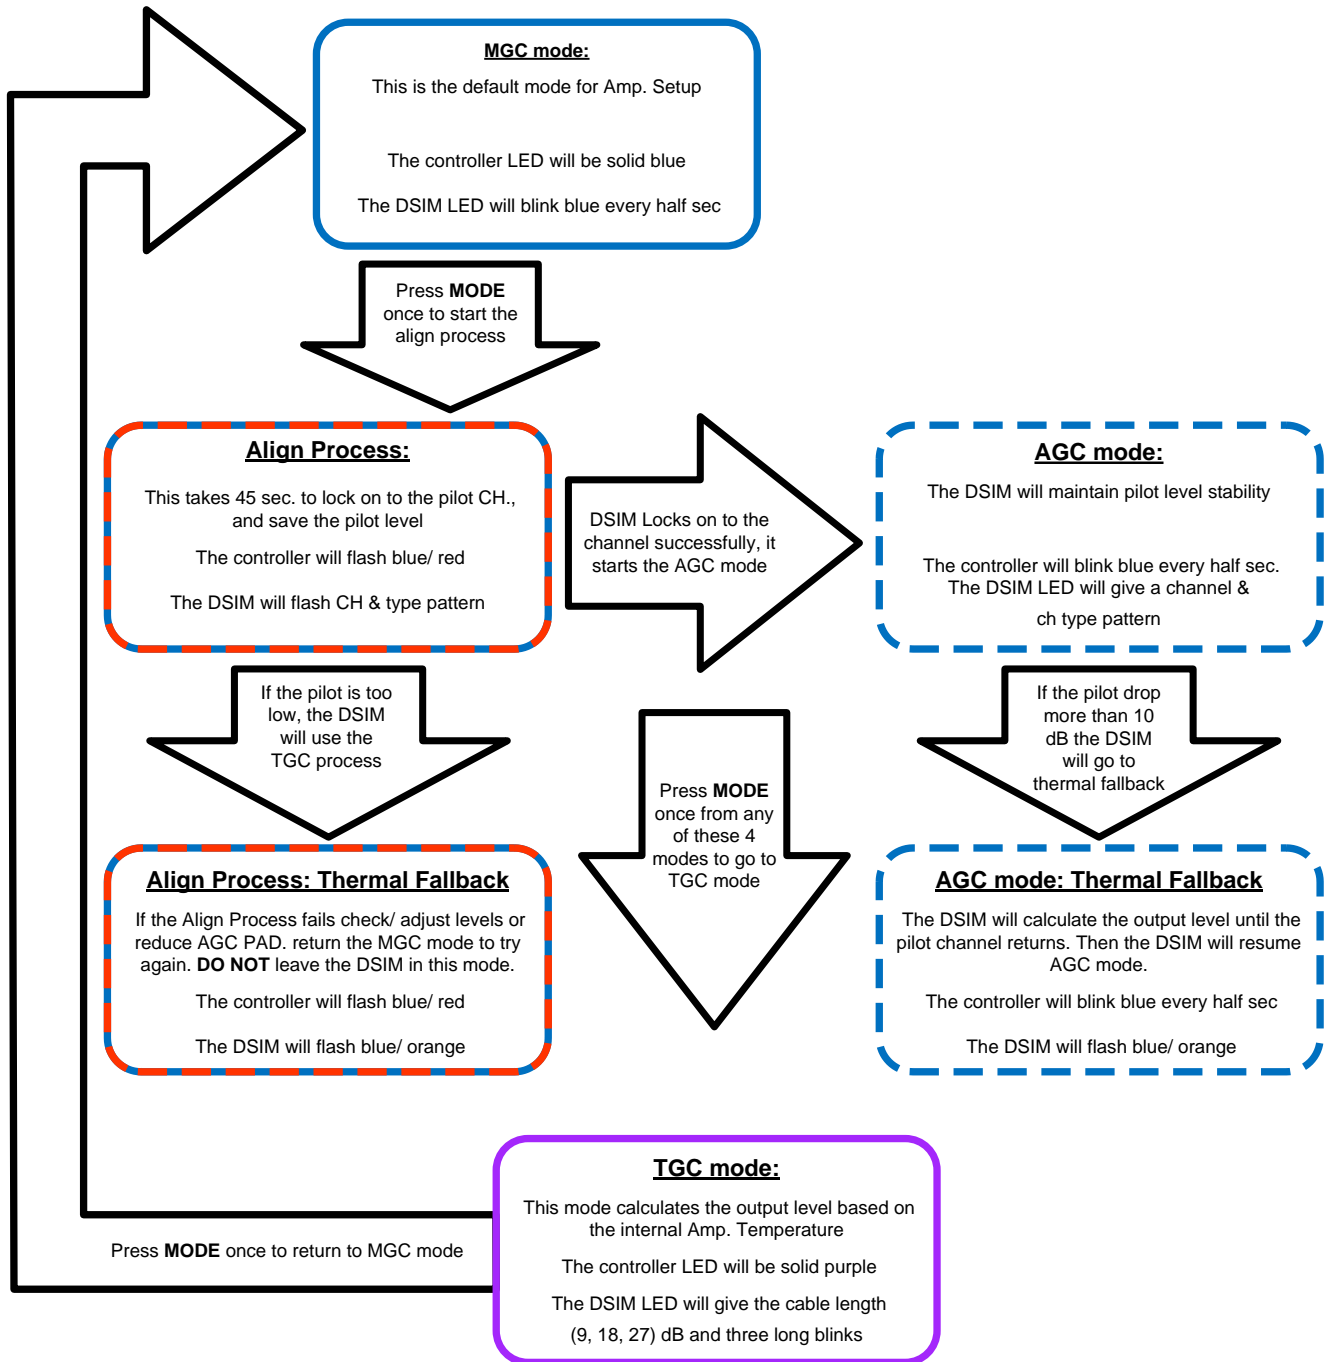 MGC mode:
This is the default mode for Amp. Setup
The controller LED will be solid blue
The DSIM LED will blink blue every half sec
Press MODE
once to start the
align process
Align Process:
This takes 45 sec. to lock on to the pilot CH.,
and save the pilot level
The controller will flash blue/ red
The DSIM will flash CH & type pattern
DSIM Locks on to the
channel successfully, it
starts the AGC mode
AGC mode:
The DSIM will maintain pilot level stability
The controller will blink blue every half sec.
The DSIM LED will give a channel &
ch type pattern
If the pilot is too
low, the DSIM
will use the
TGC process
Press MODE
once from any
of these 4
modes to go to
TGC mode
If the pilot drop
more than 10
dB the DSIM
will go to
thermal fallback
Align Process: Thermal Fallback
If the Align Process fails check/ adjust levels or
reduce AGC PAD. return the MGC mode to try
again. DO NOT leave the DSIM in this mode.
The controller will flash blue/ red
The DSIM will flash blue/ orange
AGC mode: Thermal Fallback
The DSIM will calculate the output level until the
pilot channel returns. Then the DSIM will resume
AGC mode.
The controller will blink blue every half sec
The DSIM will flash blue/ orange
TGC mode:
This mode calculates the output level based on
the internal Amp. Temperature
The controller LED will be solid purple
The DSIM LED will give the cable length
(9, 18, 27) dB and three long blinks
Press MODE once to return to MGC mode